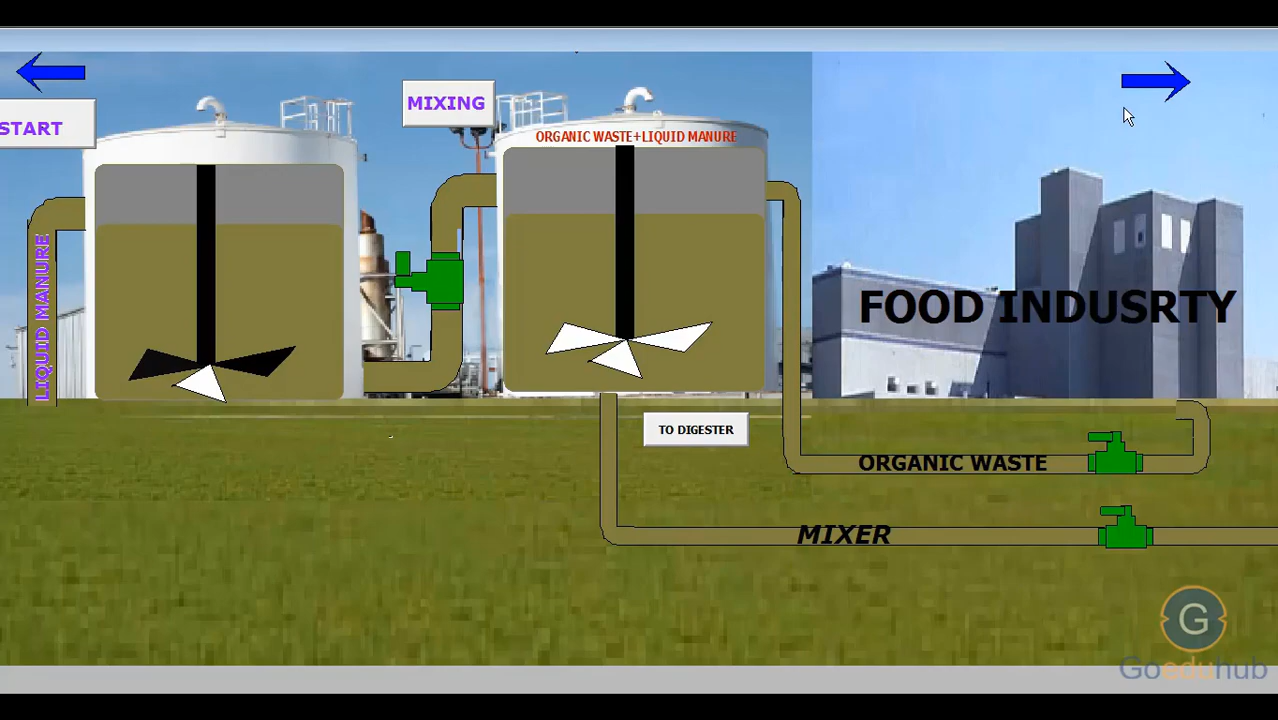 START
MIXING
ORGANIC WASTE+LIQUID MANURE
LIQUID MANURE
FOOD INDUSRTY
TO DIGESTER
ORGANIC WASTE
MIXER
G
Goeduhub